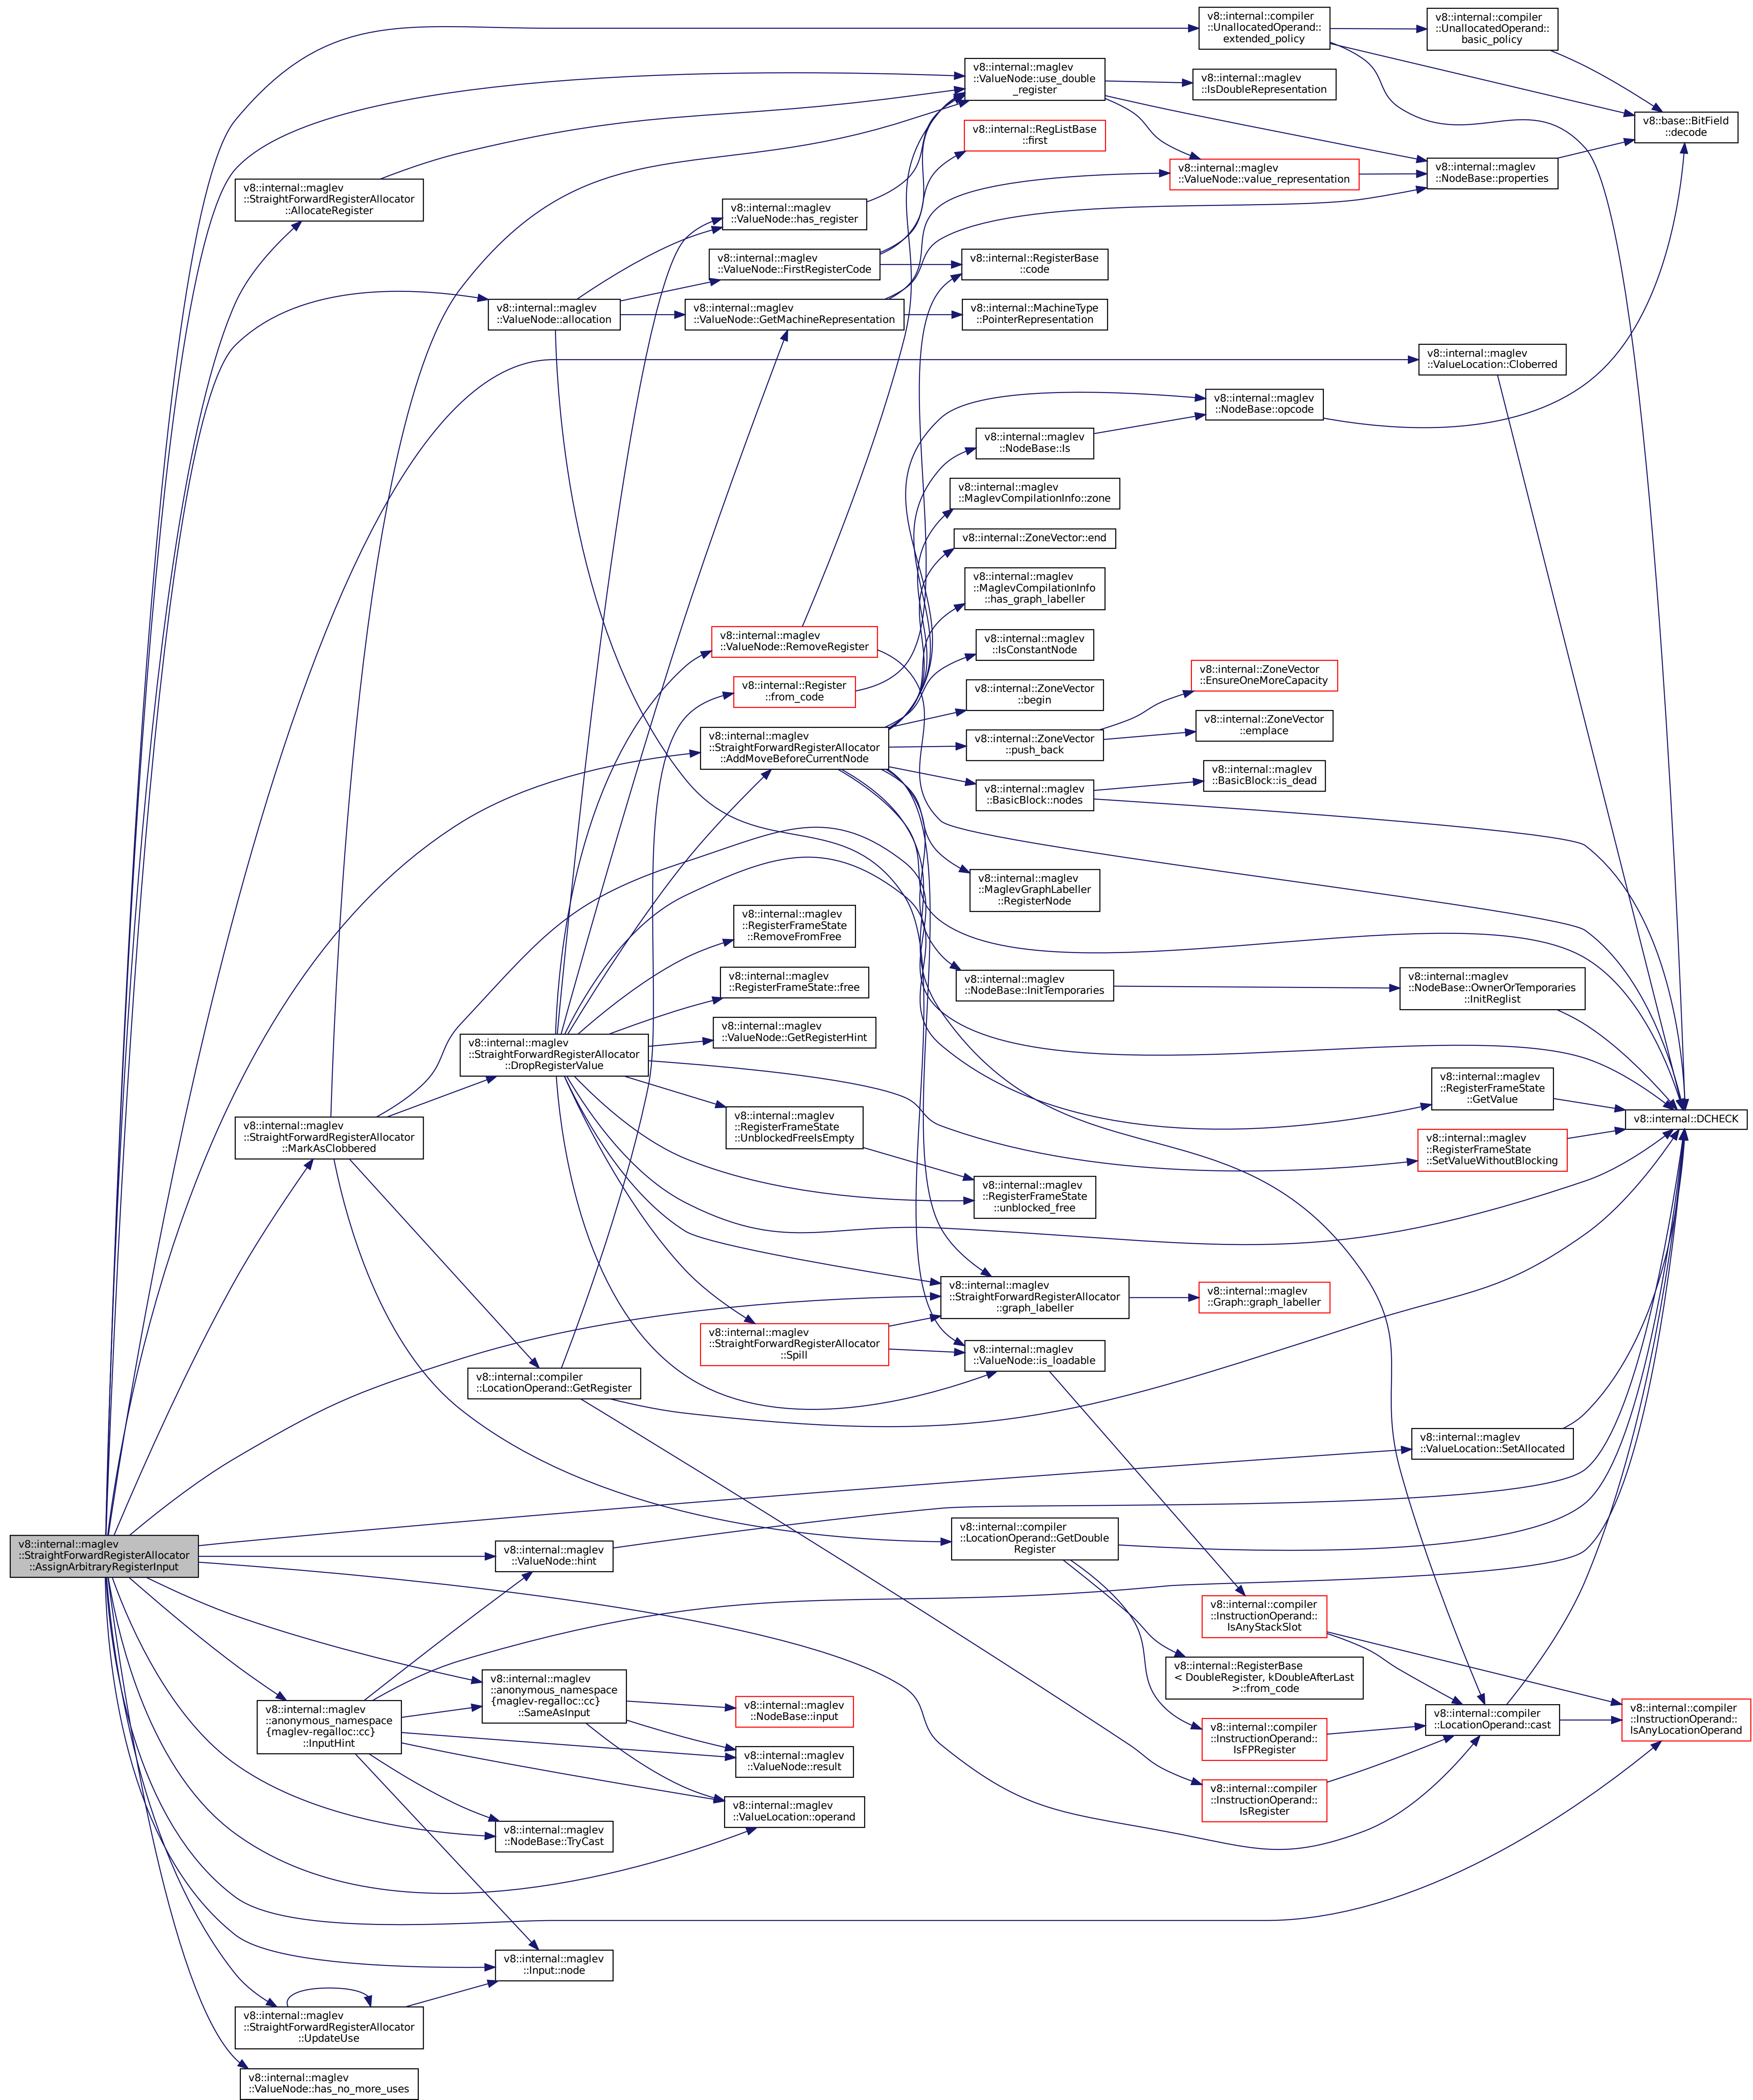 v8::internal::compiler
::UnallocatedOperand::
extended_policy
v8::internal::compiler
::UnallocatedOperand::
basic_policy
v8::internal::maglev
::ValueNode::use_double
_register
v8::internal::maglev
::IsDoubleRepresentation
v8::base::BitField
::decode
v8::internal::RegListBase
::first
v8::internal::maglev
::ValueNode::value_representation
v8::internal::maglev
::NodeBase::properties
v8::internal::maglev
::StraightForwardRegisterAllocator
::AllocateRegister
v8::internal::maglev
::ValueNode::has_register
v8::internal::maglev
::ValueNode::FirstRegisterCode
v8::internal::RegisterBase
::code
v8::internal::maglev
::ValueNode::allocation
v8::internal::maglev
::ValueNode::GetMachineRepresentation
v8::internal::MachineType
::PointerRepresentation
v8::internal::maglev
::ValueLocation::Cloberred
v8::internal::maglev
::NodeBase::opcode
v8::internal::maglev
::NodeBase::Is
v8::internal::maglev
::MaglevCompilationInfo::zone
v8::internal::ZoneVector::end
v8::internal::maglev
::MaglevCompilationInfo
::has_graph_labeller
v8::internal::maglev
::ValueNode::RemoveRegister
v8::internal::maglev
::IsConstantNode
v8::internal::Register
::from_code
v8::internal::ZoneVector
::begin
v8::internal::ZoneVector
::EnsureOneMoreCapacity
v8::internal::maglev
::StraightForwardRegisterAllocator
::AddMoveBeforeCurrentNode
v8::internal::ZoneVector
::push_back
v8::internal::ZoneVector
::emplace
v8::internal::maglev
::BasicBlock::nodes
v8::internal::maglev
::BasicBlock::is_dead
v8::internal::maglev
::MaglevGraphLabeller
::RegisterNode
v8::internal::maglev
::RegisterFrameState
::RemoveFromFree
v8::internal::maglev
::RegisterFrameState::free
v8::internal::maglev
::NodeBase::InitTemporaries
v8::internal::maglev
::NodeBase::OwnerOrTemporaries
::InitReglist
v8::internal::maglev
::ValueNode::GetRegisterHint
v8::internal::maglev
::StraightForwardRegisterAllocator
::DropRegisterValue
v8::internal::maglev
::RegisterFrameState
::GetValue
v8::internal::DCHECK
v8::internal::maglev
::StraightForwardRegisterAllocator
::MarkAsClobbered
v8::internal::maglev
::RegisterFrameState
::UnblockedFreeIsEmpty
v8::internal::maglev
::RegisterFrameState
::SetValueWithoutBlocking
v8::internal::maglev
::RegisterFrameState
::unblocked_free
v8::internal::maglev
::StraightForwardRegisterAllocator
::graph_labeller
v8::internal::maglev
::Graph::graph_labeller
v8::internal::maglev
::StraightForwardRegisterAllocator
::Spill
v8::internal::maglev
::ValueNode::is_loadable
v8::internal::compiler
::LocationOperand::GetRegister
v8::internal::maglev
::ValueLocation::SetAllocated
v8::internal::maglev
::StraightForwardRegisterAllocator
::AssignArbitraryRegisterInput
v8::internal::maglev
::ValueNode::hint
v8::internal::compiler
::LocationOperand::GetDouble
Register
v8::internal::compiler
::InstructionOperand::
IsAnyStackSlot
v8::internal::RegisterBase
< DoubleRegister, kDoubleAfterLast
>::from_code
v8::internal::maglev
::anonymous_namespace
{maglev-regalloc::cc}
::SameAsInput
v8::internal::maglev
::anonymous_namespace
{maglev-regalloc::cc}
::InputHint
v8::internal::maglev
::NodeBase::input
v8::internal::maglev
::ValueNode::result
v8::internal::compiler
::InstructionOperand::
IsFPRegister
v8::internal::compiler
::LocationOperand::cast
v8::internal::compiler
::InstructionOperand::
IsAnyLocationOperand
v8::internal::compiler
::InstructionOperand::
IsRegister
v8::internal::maglev
::ValueLocation::operand
v8::internal::maglev
::NodeBase::TryCast
v8::internal::maglev
::Input::node
v8::internal::maglev
::StraightForwardRegisterAllocator
::UpdateUse
v8::internal::maglev
::ValueNode::has_no_more_uses